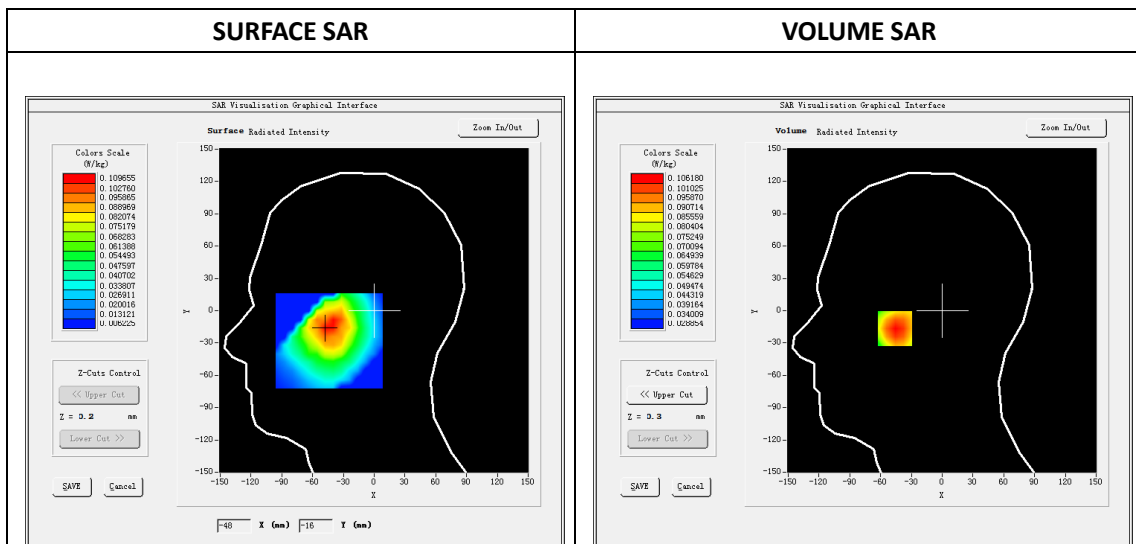 SURFACE SAR
VOLUME SAR
SAR Visualisation Graphical Interface
Surface Radiated Intensity
Zoom In/Out
Colors Scale
(W/kg)
0.109655
0.102760
0.095865
0.088969
0.082074
0.075179
0.068283
0.061388
0.054493
0.047597
0.040702
0.033807
0.026911
0.020016
0.013121
0.006225
150
120
90
60
30
0
-30
-60
-90
-120
-150
Y
-150 -120 -90 -60 -30 0 30 60 90 120 150
X
Z-Cuts Control
<< Upper Cut
Z = 0.2 mm
Lower Cut >>
SAVE Cancel
-48 X (mm) -16 Y (mm)
SAR Visualisation Graphical Interface
Volume Radiated Intensity
Zoom In/Out
Colors Scale
(W/kg)
0.106180
0.101025
0.095870
0.090714
0.085559
0.080404
0.075249
0.070094
0.064939
0.059784
0.054629
0.049474
0.044319
0.039164
0.034009
0.028854
150
120
90
60
30
0
-30
-60
-90
-120
-150
Y
-150 -120 -90 -60 -30 0 30 60 90 120 150
X
Z-Cuts Control
<< Upper Cut
Z = 0.3 mm
Lower Cut >>
SAVE Cancel